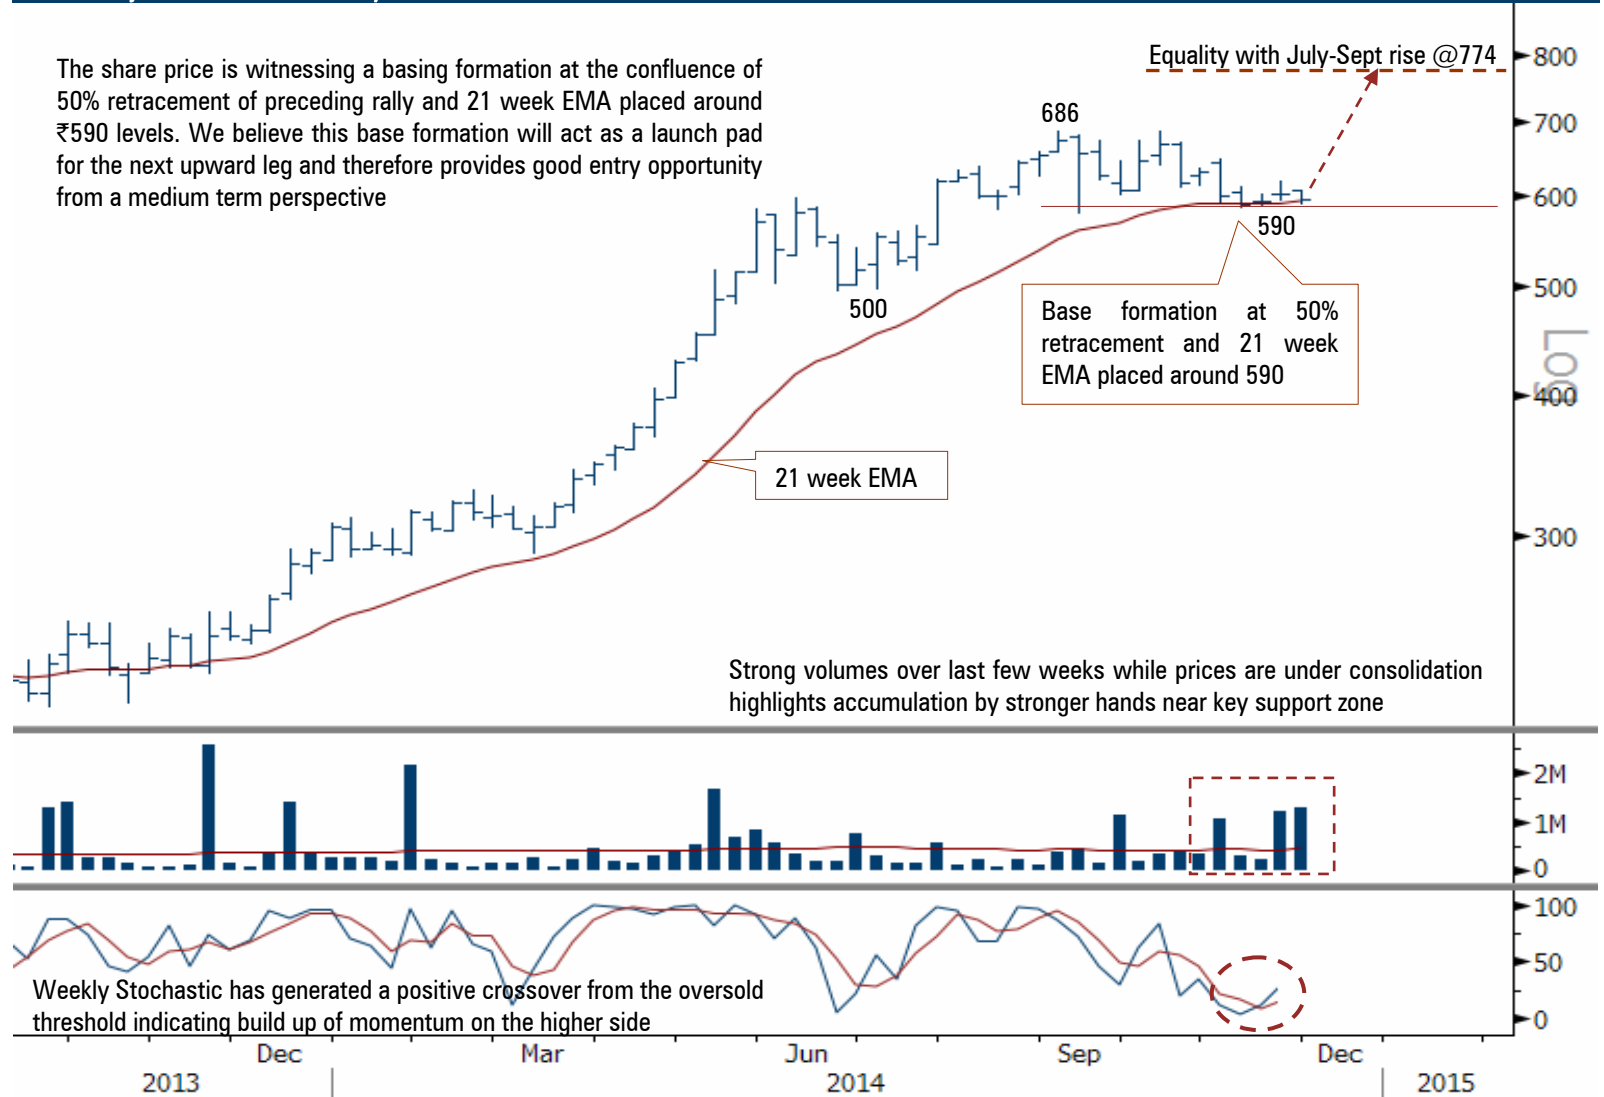 Equality with July-Sept rise @774
The share price is witnessing a basing formation at the confluence of
50% retracement of preceding rally and 21 week EMA placed around
₹590 levels. We believe this base formation will act as a launch pad
for the next upward leg and therefore provides good entry opportunity
from a medium term perspective
686
590
500
Base formation at 50%
retracement and 21 week
EMA placed around 590
21 week EMA
800
700
600
500
400
300
Log
Strong volumes over last few weeks while prices are under consolidation
highlights accumulation by stronger hands near key support zone
2M
1M
0
100
50
0
Weekly Stochastic has generated a positive crossover from the oversold
threshold indicating build up of momentum on the higher side
Dec Mar Jun Sep Dec
2013 2014 2015